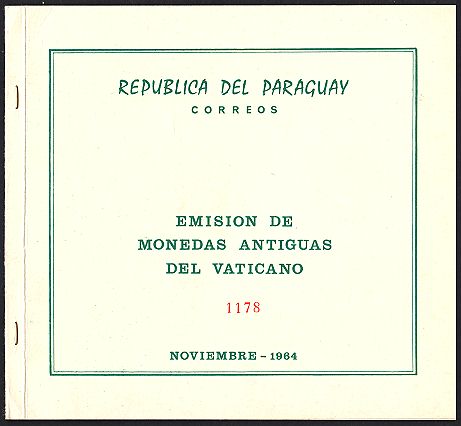 REPUBLICA DEL PARAGUAY
CORREOS
EMISION DE
MONEDAS ANTIGUAS
DEL VATICANO
1178
NOVIEMBRE - 1964